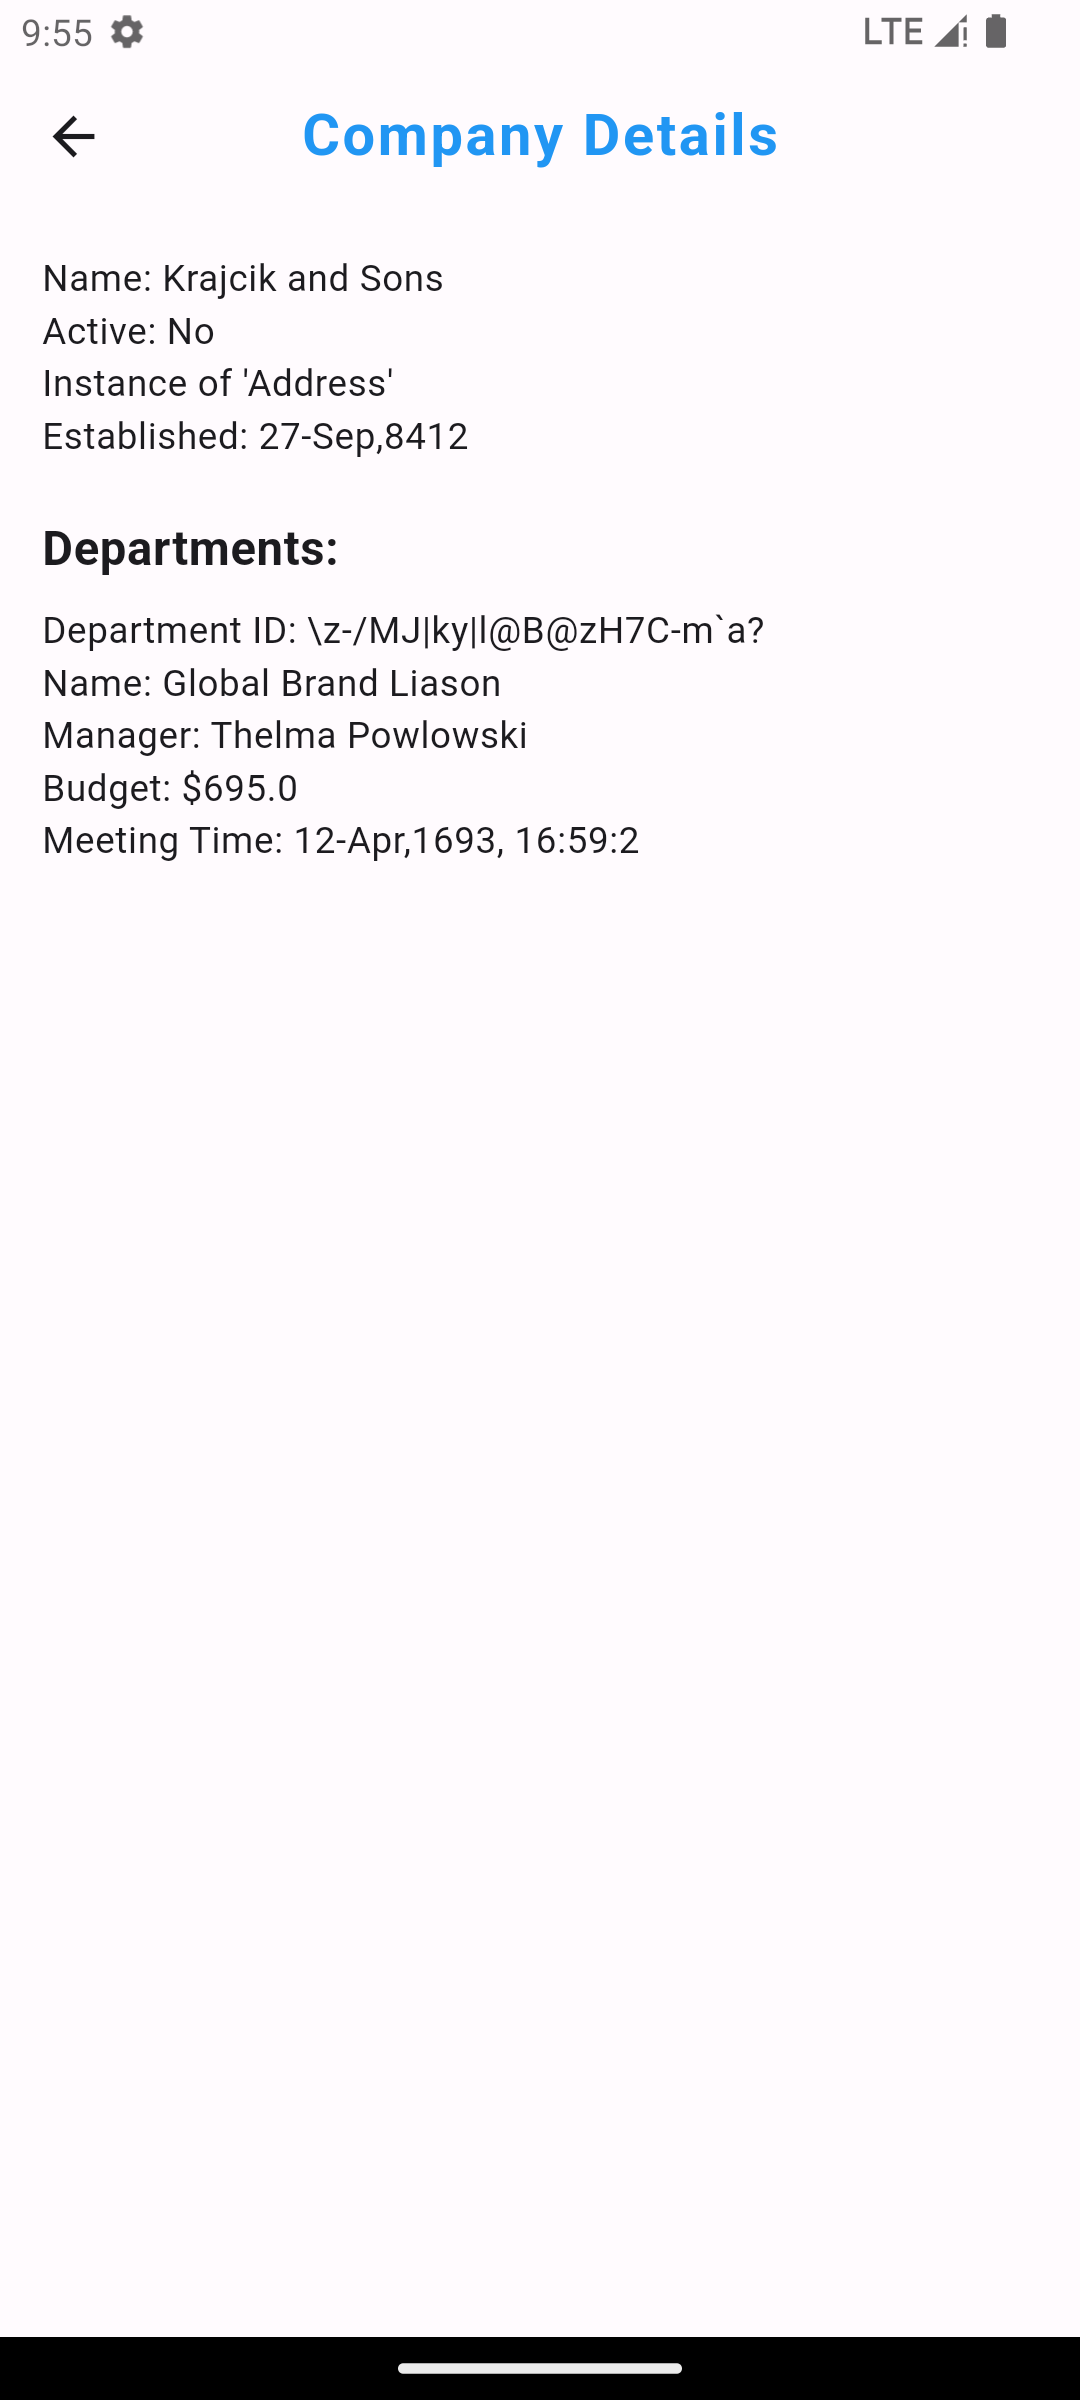 9:55
LTE
Company Details
Name: Krajcik and Sons
Active: No
Instance of 'Address'
Established: 27-Sep,8412
Departments:
Department ID: \z-/MJ|ky|l@B@zH7C-m`a?
Name: Global Brand Liason
Manager: Thelma Powlowski
Budget: $695.0
Meeting Time: 12-Apr,1693, 16:59:2